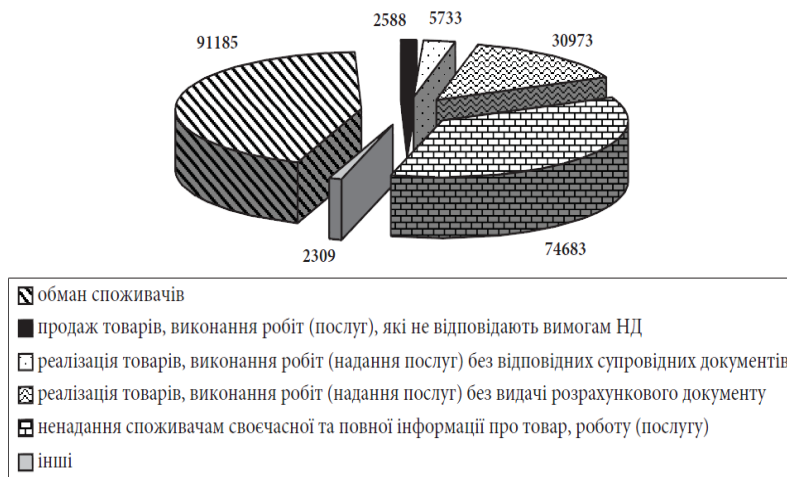 2588 5733
91185 30973
2309 74683
обман споживачів
продаж товарів, виконання робіт (послуг), які не відповідають вимогам НД
реалізація товарів, виконання робіт (надання послуг) без відповідних супровідних документів
реалізація товарів, виконання робіт (надання послуг) без видачі розрахункового документу
ненадання споживачам своєчасної та повної інформації про товар, роботу (послугу)
інші